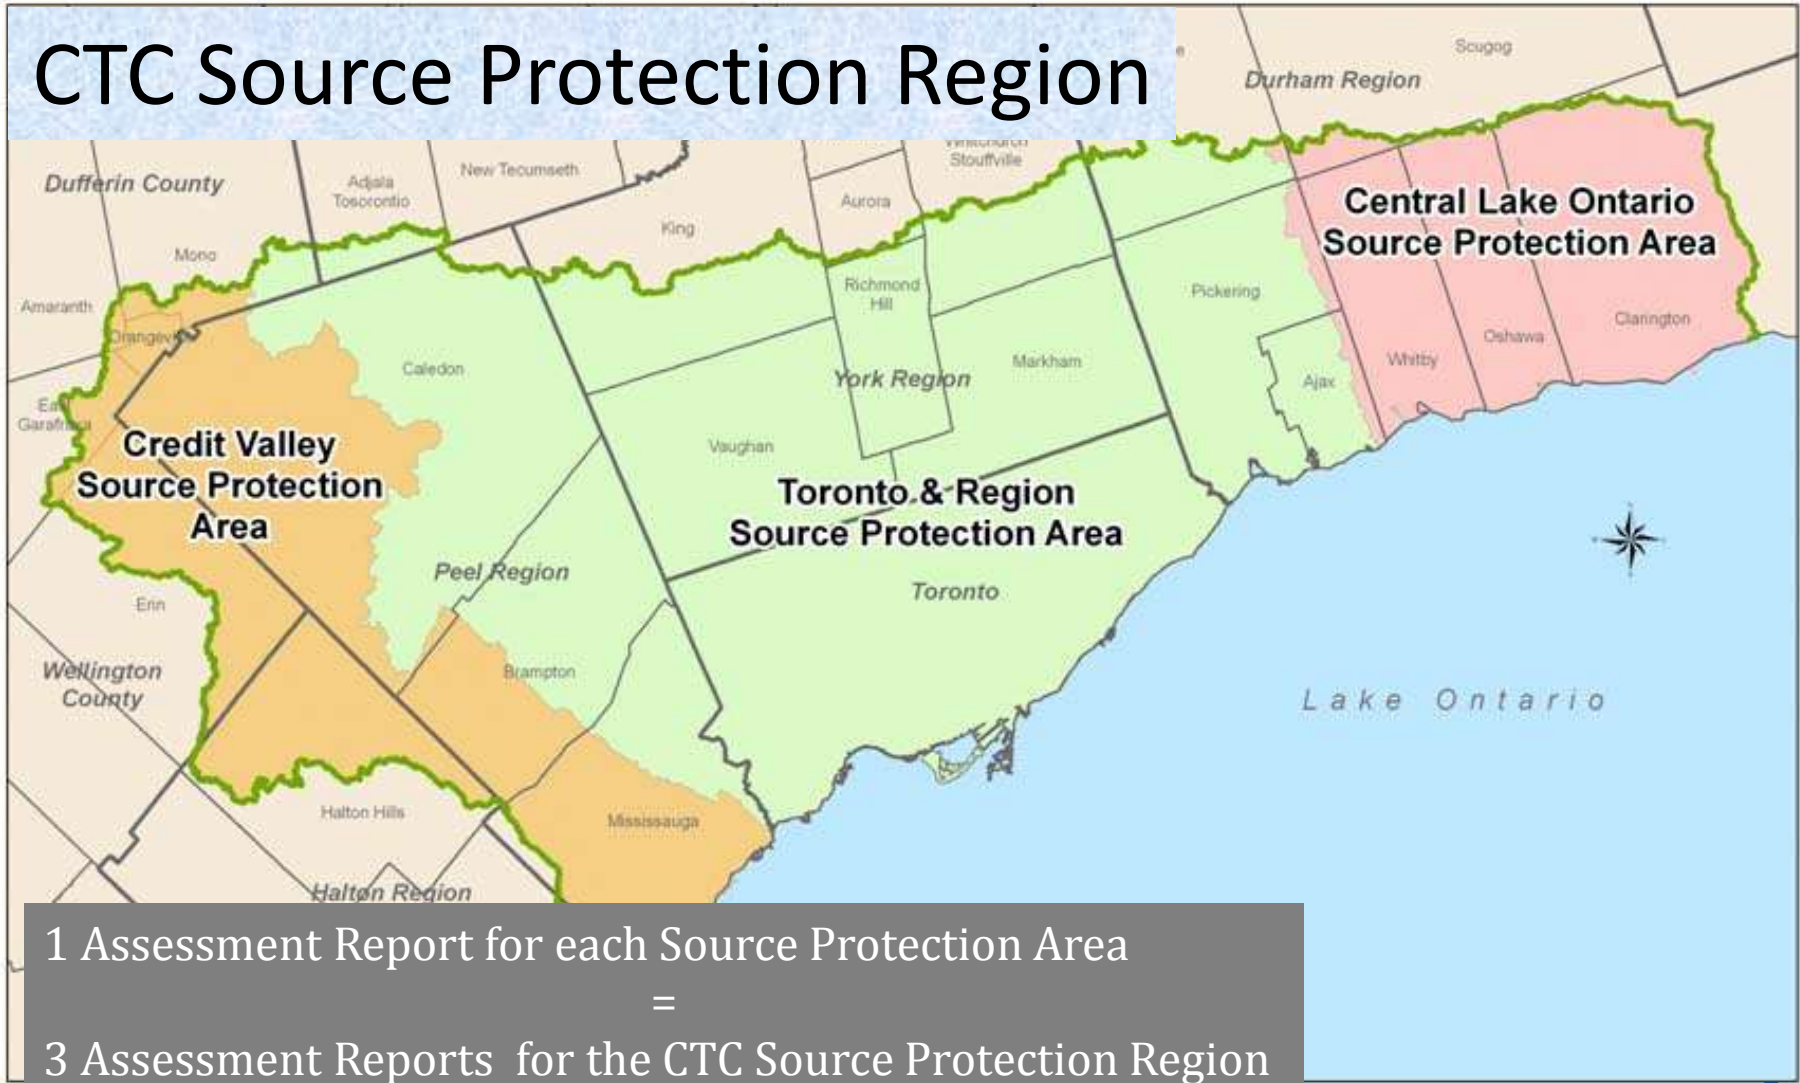 CTC Source Protection Region
Scugog
Durham Region
Stouffville
Dufferin County
Adjala
Tosorontio
New Tecumseth
Aurora
King
Mono
Central Lake Ontario
Source Protection Area
Amaranth
Richmond
Hill
Pickering
Clarington
Oshawa
Whitby
Ajax
Markham
York Region
Caledon
Vaughan
Credit Valley
Source Protection
Area
Toronto & Region
Source Protection Area
Peel Region
Toronto
Erin
Wellington
County
Brampton
Lake Ontario
Halton Hills
Mississauga
Halton Region
1 Assessment Report for each Source Protection Area
=
3 Assessment Reports for the CTC Source Protection Region